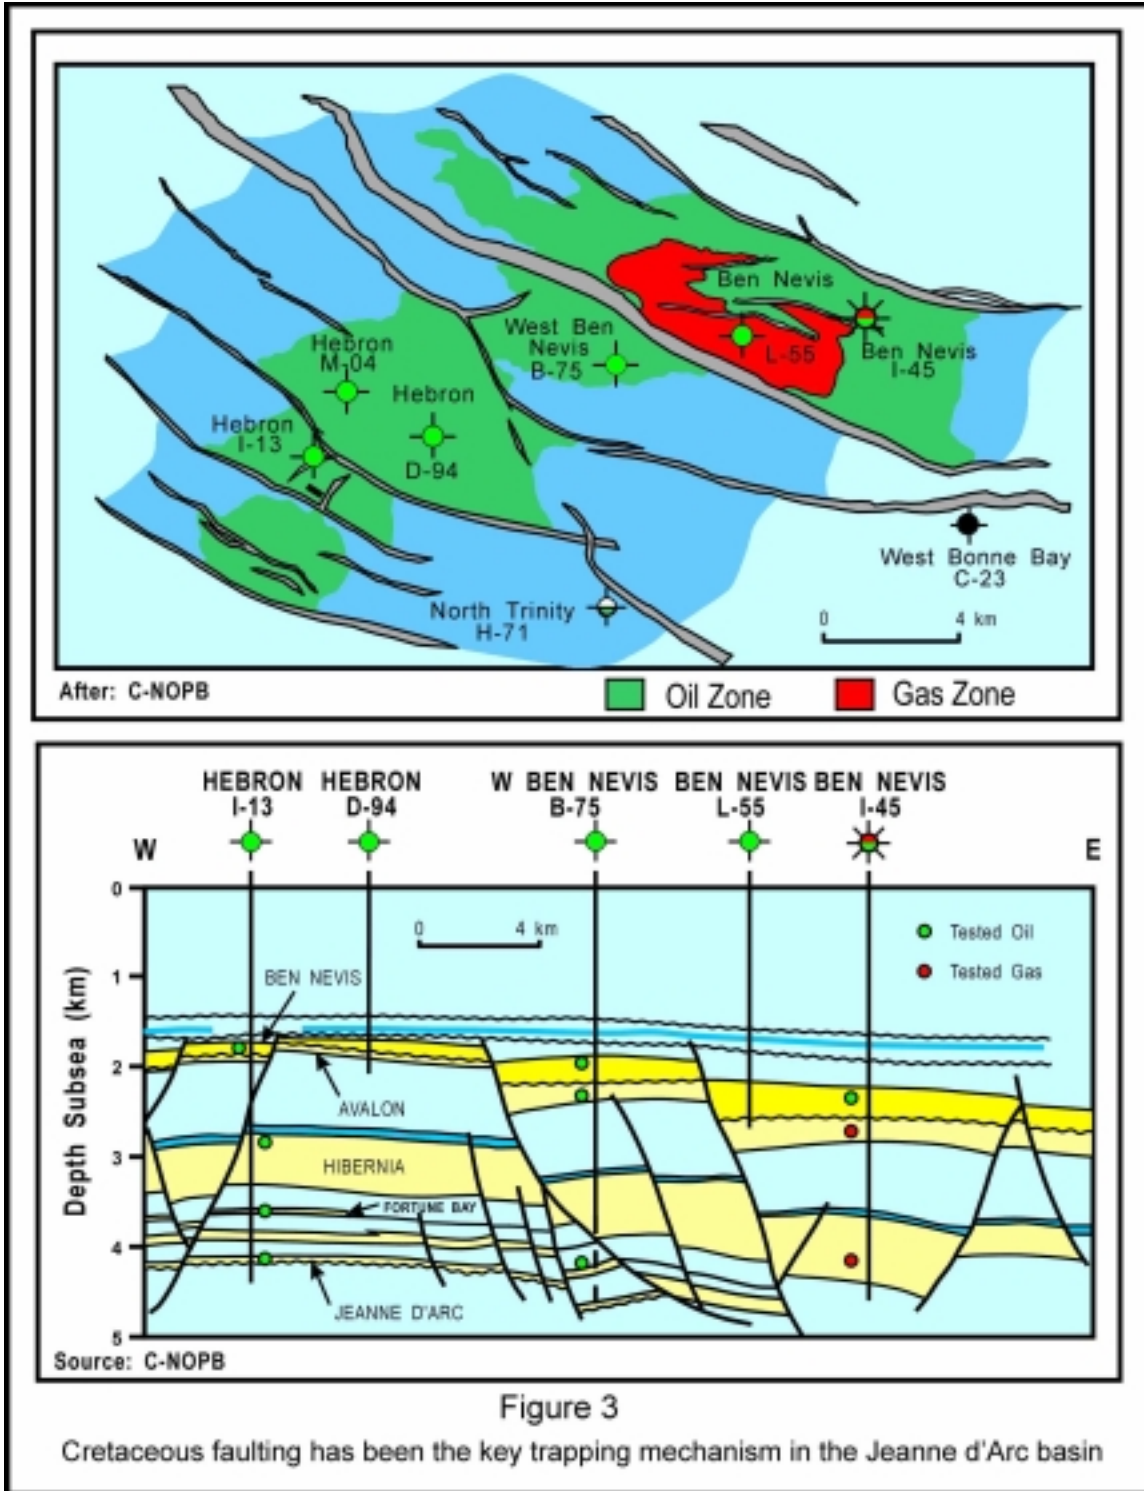 Ben Nevis
West Ben
Nevis
B-75
L-55
Ben Nevis
I-45
Hebron
M-04
Hebron
D-94
Hebron
I-13
West Bonne Bay
C-23
North Trinity
H-71
0 4 km
After: C-NOPB
Oil Zone
Gas Zone
HEBRON HEBRON W BEN NEVIS BEN NEVIS BEN NEVIS
I-13 D-94 B-75 L-55 I-45
W E
0
0 4 km
Tested Oil
Tested Gas
1
BEN NEVIS
Depth Subsea (km)
2
AVALON
3
HIBERNIA
FORTUNE BAY
4
JEANNE D'ARC
5
Source: C-NOPB
Figure 3
Cretaceous faulting has been the key trapping mechanism in the Jeanne d'Arc basin